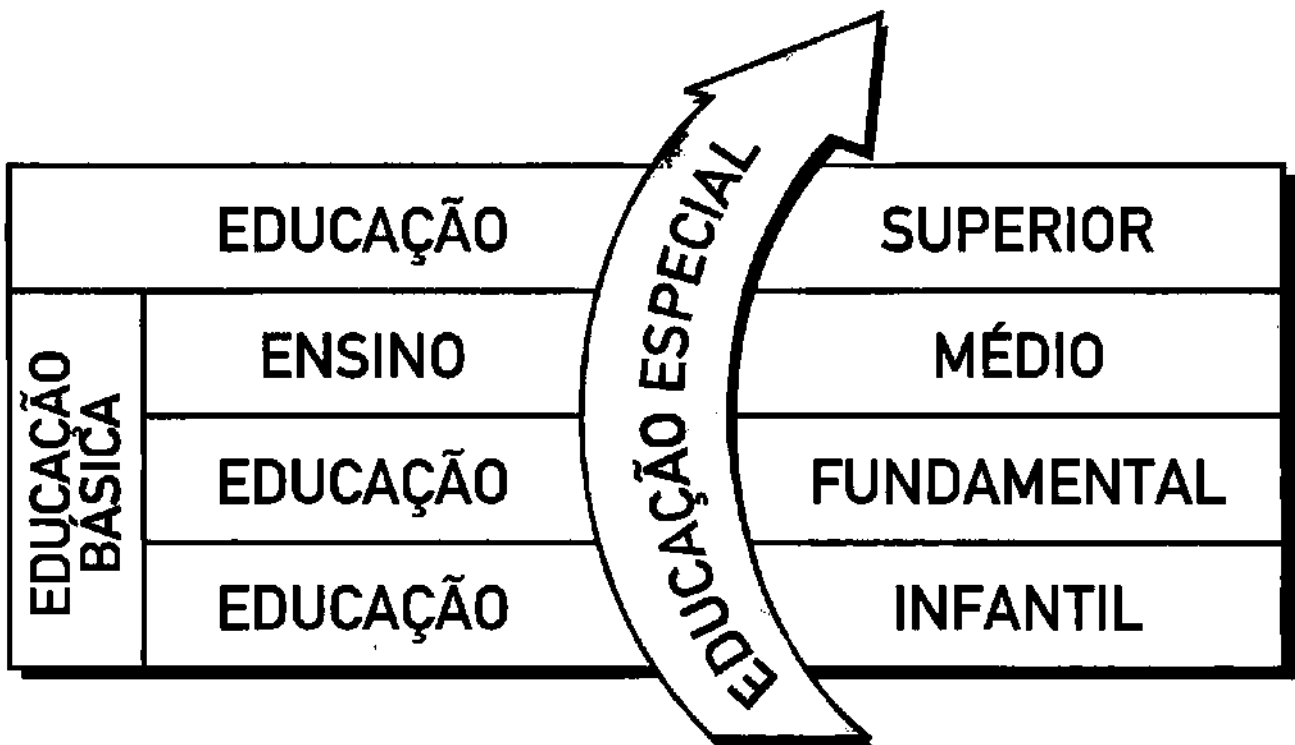 EDUCAÇÃO SUPERIOR
ENSINO MÉDIO
EDUCAÇÃO FUNDAMENTAL
EDUCAÇÃO INFANTIL
EDUCAÇÃO
BÁSICA
EDUCAÇÃO ESPECIAL